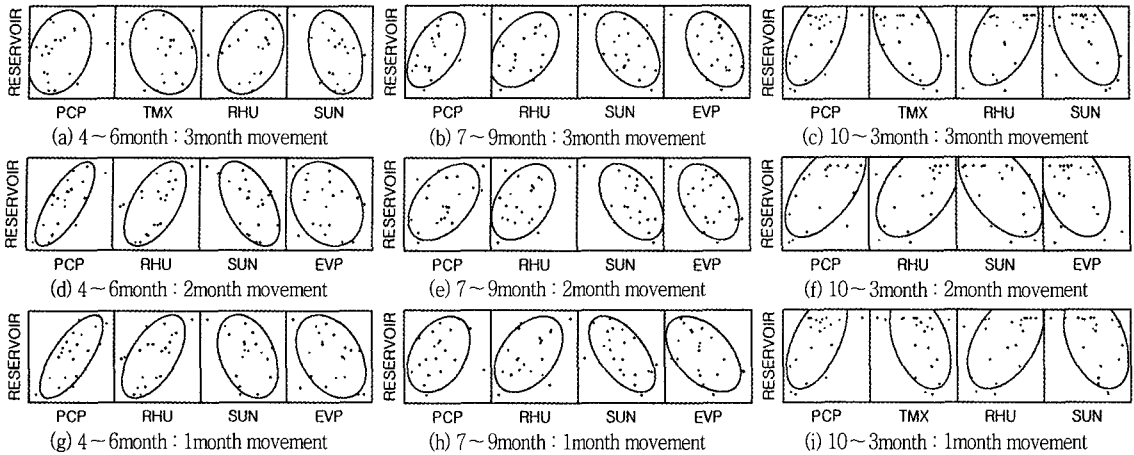 RESERVOIR
PCP TMX RHU SUN
(a) 4~6month : 3month movement
RESERVOIR
PCP RHU SUN EVP
(b) 7~9month : 3month movement
RESERVOIR
PCP TMX RHU SUN
(c) 10~3month : 3month movement
RESERVOIR
PCP RHU SUN EVP
(d) 4~6month : 2month movement
RESERVOIR
PCP RHU SUN EVP
(e) 7~9month : 2month movement
RESERVOIR
PCP RHU SUN EVP
(f) 10~3month : 2month movement
RESERVOIR
PCP RHU SUN EVP
(g) 4~6month : 1month movement
RESERVOIR
PCP RHU SUN EVP
(h) 7~9month : 1month movement
RESERVOIR
PCP TMX RHU SUN
(i) 10~3month : 1month movement